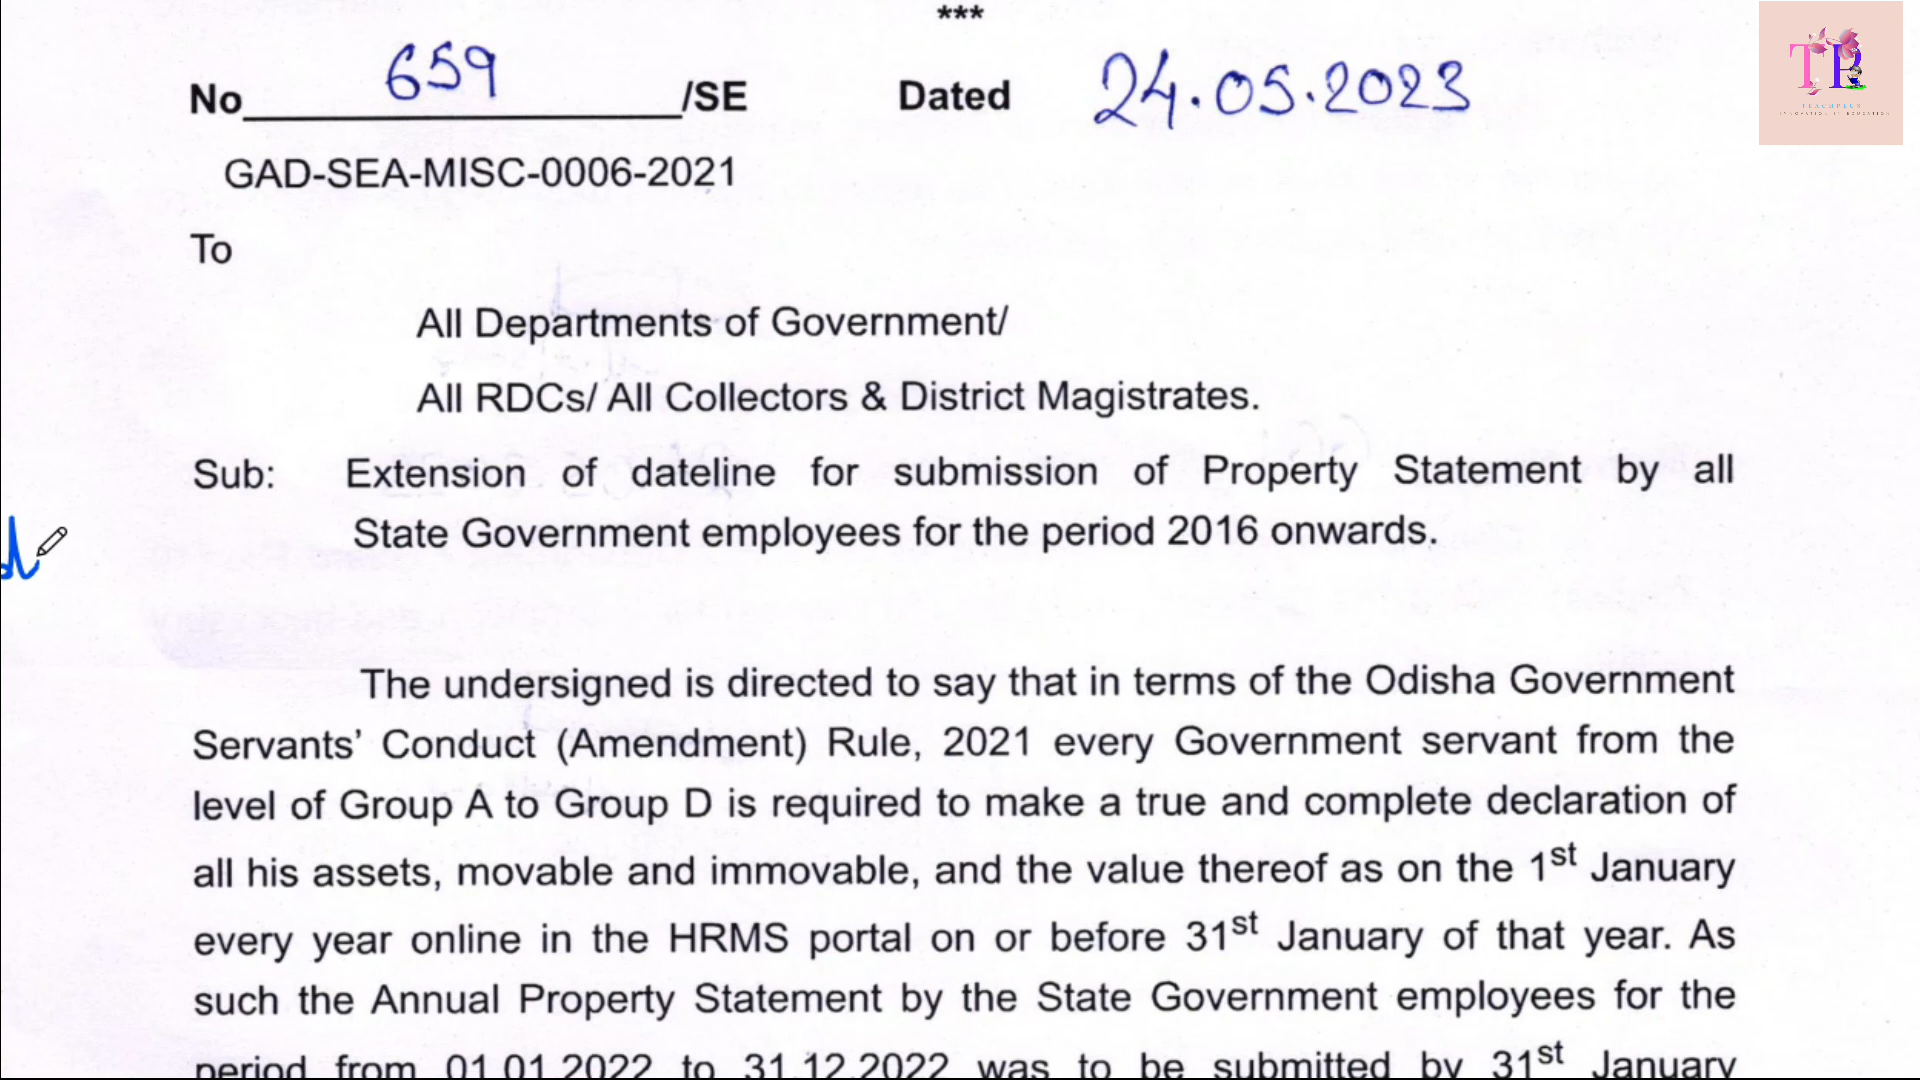 ***
No 659 /SE Dated 24.05.2023
GAD-SEA-MISC-0006-2021
To
All Departments of Government/
All RDCs/ All Collectors & District Magistrates.
Sub: Extension of dateline for submission of Property Statement by all
State Government employees for the period 2016 onwards.
The undersigned is directed to say that in terms of the Odisha Government
Servants’ Conduct (Amendment) Rule, 2021 every Government servant from the
level of Group A to Group D is required to make a true and complete declaration of
all his assets, movable and immovable, and the value thereof as on the 1st January
every year online in the HRMS portal on or before 31st January of that year. As
such the Annual Property Statement by the State Government employees for the
period from 01.01.2022 to 31.12.2022 was to be submitted by 31st January